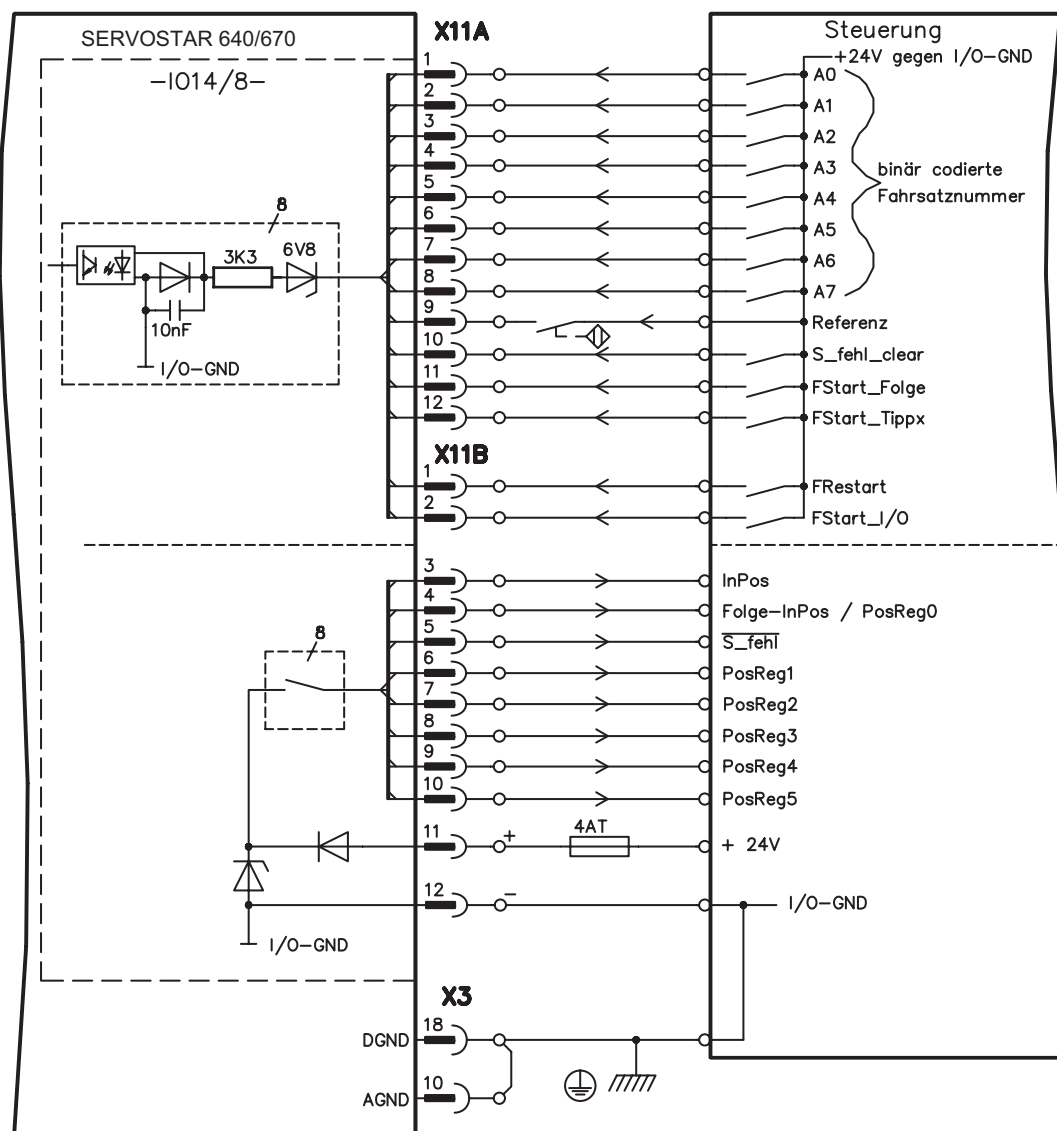 SERVOSTAR 640/670
X11A
Steuerung
-I014/8-
+24V gegen I/O-GND
1
A0
2
A1
3
A2
4
A3
binär codierte
Fahrsatznummer
5
A4
6
A5
7
A6
8
A7
8
3K3
6V8
10nF
I/O-GND
9
Referenz
10
S_fehl_clear
11
FStart_Folge
12
FStart_Tippx
X11B
1
FRestart
2
FStart_I/O
3
InPos
4
Folge-InPos / PosReg0
5
S_fehl
8
6
PosReg1
7
PosReg2
8
PosReg3
9
PosReg4
10
PosReg5
11
+
4AT
+ 24V
12
-
I/O-GND
I/O-GND
X3
DGND
18
AGND
10